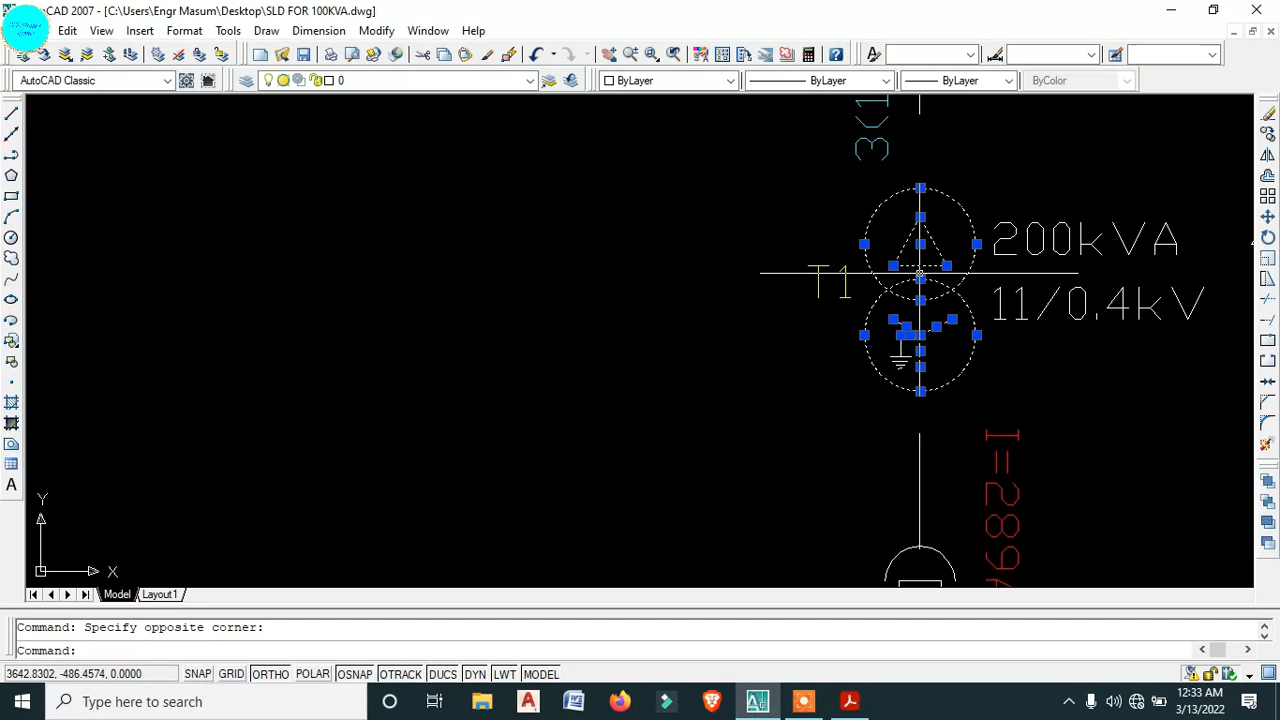 CAD 2007 - [C:\Users\Engr Masum\Desktop\SLD FOR 100KVA.dwg]
Edit View Insert Format Tools Draw Dimension Modify Window Help
AutoCAD Classic 0 ByLayer ByLayer ByLayer ByColor
200kVA
T1
11/0.4kV
I=289A
Y
X
Model Layout1
A
Command: Specify opposite corner:
Command:
3642.8302, -486.4574, 0.0000 SNAP GRID ORTHO POLAR OSNAP OTRACK DUCS DYN LWT MODEL
Type here to search
12:33 AM
3/13/2022